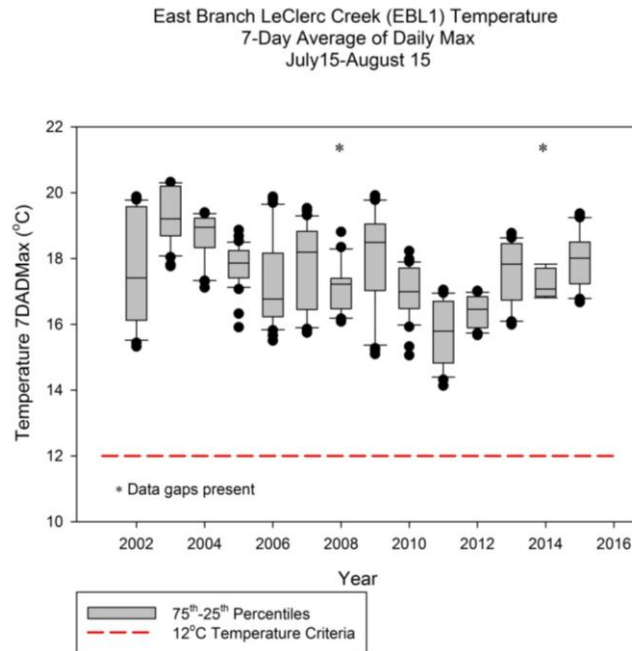 East Branch LeClerc Creek (EBL1) Temperature
7-Day Average of Daily Max
July15-August 15
Temperature 7DADMax (⁰C)
22
20
18
16
14
12
10
*
*
* Data gaps present
2002
2004
2006
2008
2010
2012
2014
2016
Year
75th-25th Percentiles
12⁰C Temperature Criteria